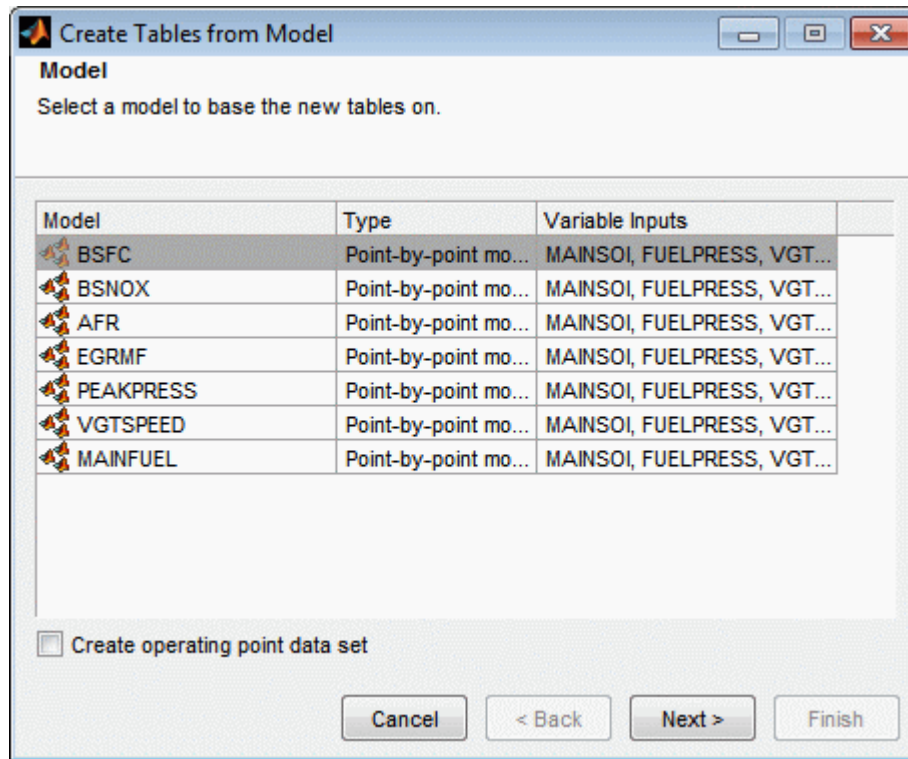 Create Tables from Model
Model
Select a model to base the new tables on.
Model Type Variable Inputs
BSFC Point-by-point mo... MAINSOI, FUELPRESS, VGT...
BSNOX Point-by-point mo... MAINSOI, FUELPRESS, VGT...
AFR Point-by-point mo... MAINSOI, FUELPRESS, VGT...
EGRMF Point-by-point mo... MAINSOI, FUELPRESS, VGT...
PEAKPRESS Point-by-point mo... MAINSOI, FUELPRESS, VGT...
VGTSPEED Point-by-point mo... MAINSOI, FUELPRESS, VGT...
MAINFUEL Point-by-point mo... MAINSOI, FUELPRESS, VGT...
Create operating point data set
Cancel < Back Next > Finish